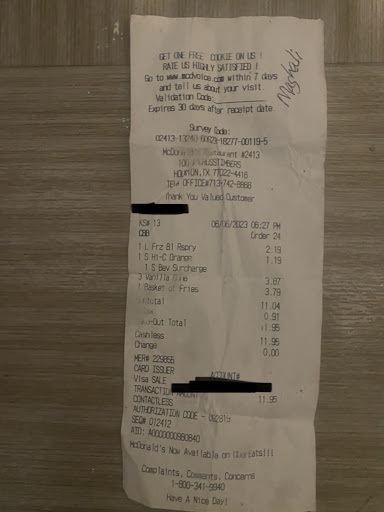 GET ONE FREE COOKIE ON US !
RATE US HIGHLY SATISFIED !
Go to www.mcdvoice.com within 7 days
and tell us about your visit.
Validation Code:
Expires 30 days after receipt date.
Survey Code:
McDonald's Restaurant #2413
HOUSTON,TX 77022-4416
TEL OFFICE#713-742-8868
Thank You Valued Customer
KS# 13 06/06/2023 06:27 PM
Order 24
1 L Frz Bl Rspry 2.19
1 S Hi-C Orange 1.19
1 S Bev Surcharge
3 Vanilla Cone 3.87
1 Basket of Fries 3.79
Subtotal 11.04
Tax 0.91
Take-Out Total 11.95
Cashless 11.95
Change 0.00
MER# 229855
CARD ISSUER ACCOUNT#
Visa SALE
TRANSACTION AMOUNT 11.95
CONTACTLESS
AUTHORIZATION CODE -
SEQ# 012412
AID: A0000000980840
McDonald's Now Available on UberEats!!!
Complaints, Comments, Concerns
1-800-341-9940
Have A Nice Day!